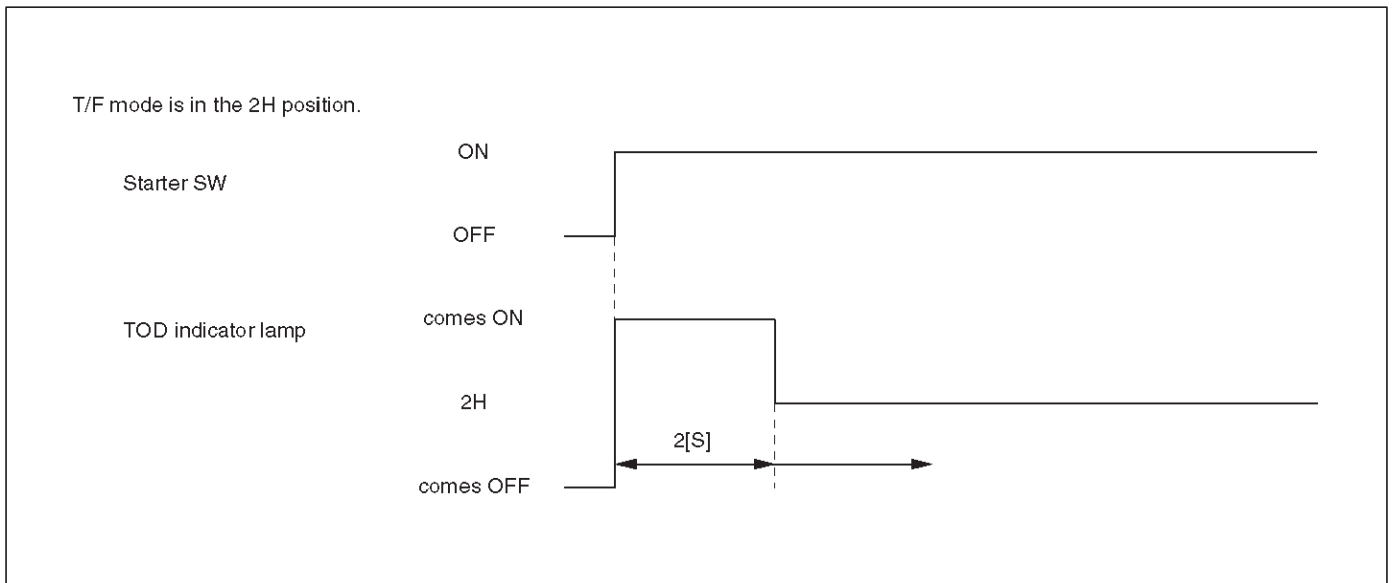 T/F mode is in the 2H position.
ON
Starter SW
OFF
comes ON
TOD indicator lamp
2H
2[S]
comes OFF